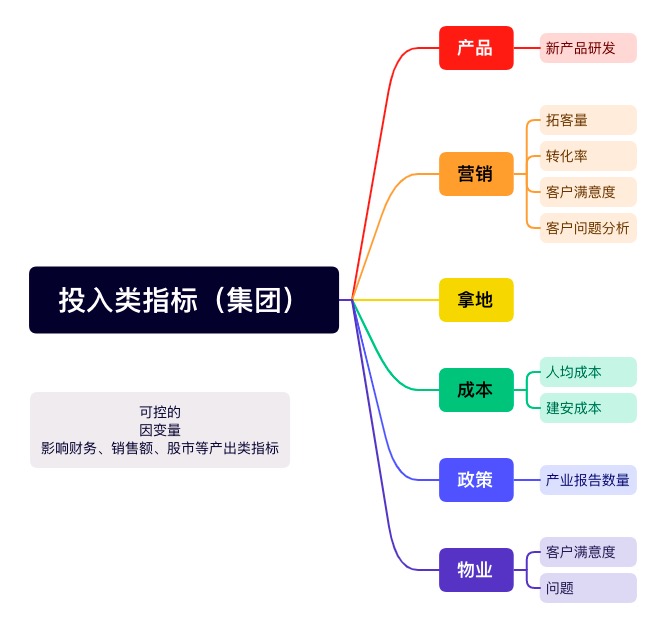 投入类指标（集团）
可控的
因变量
影响财务、销售额、股市等产出类指标
产品
新产品研发
营销
拓客量
转化率
客户满意度
客户问题分析
拿地
成本
人均成本
建安成本
政策
产业报告数量
物业
客户满意度
问题